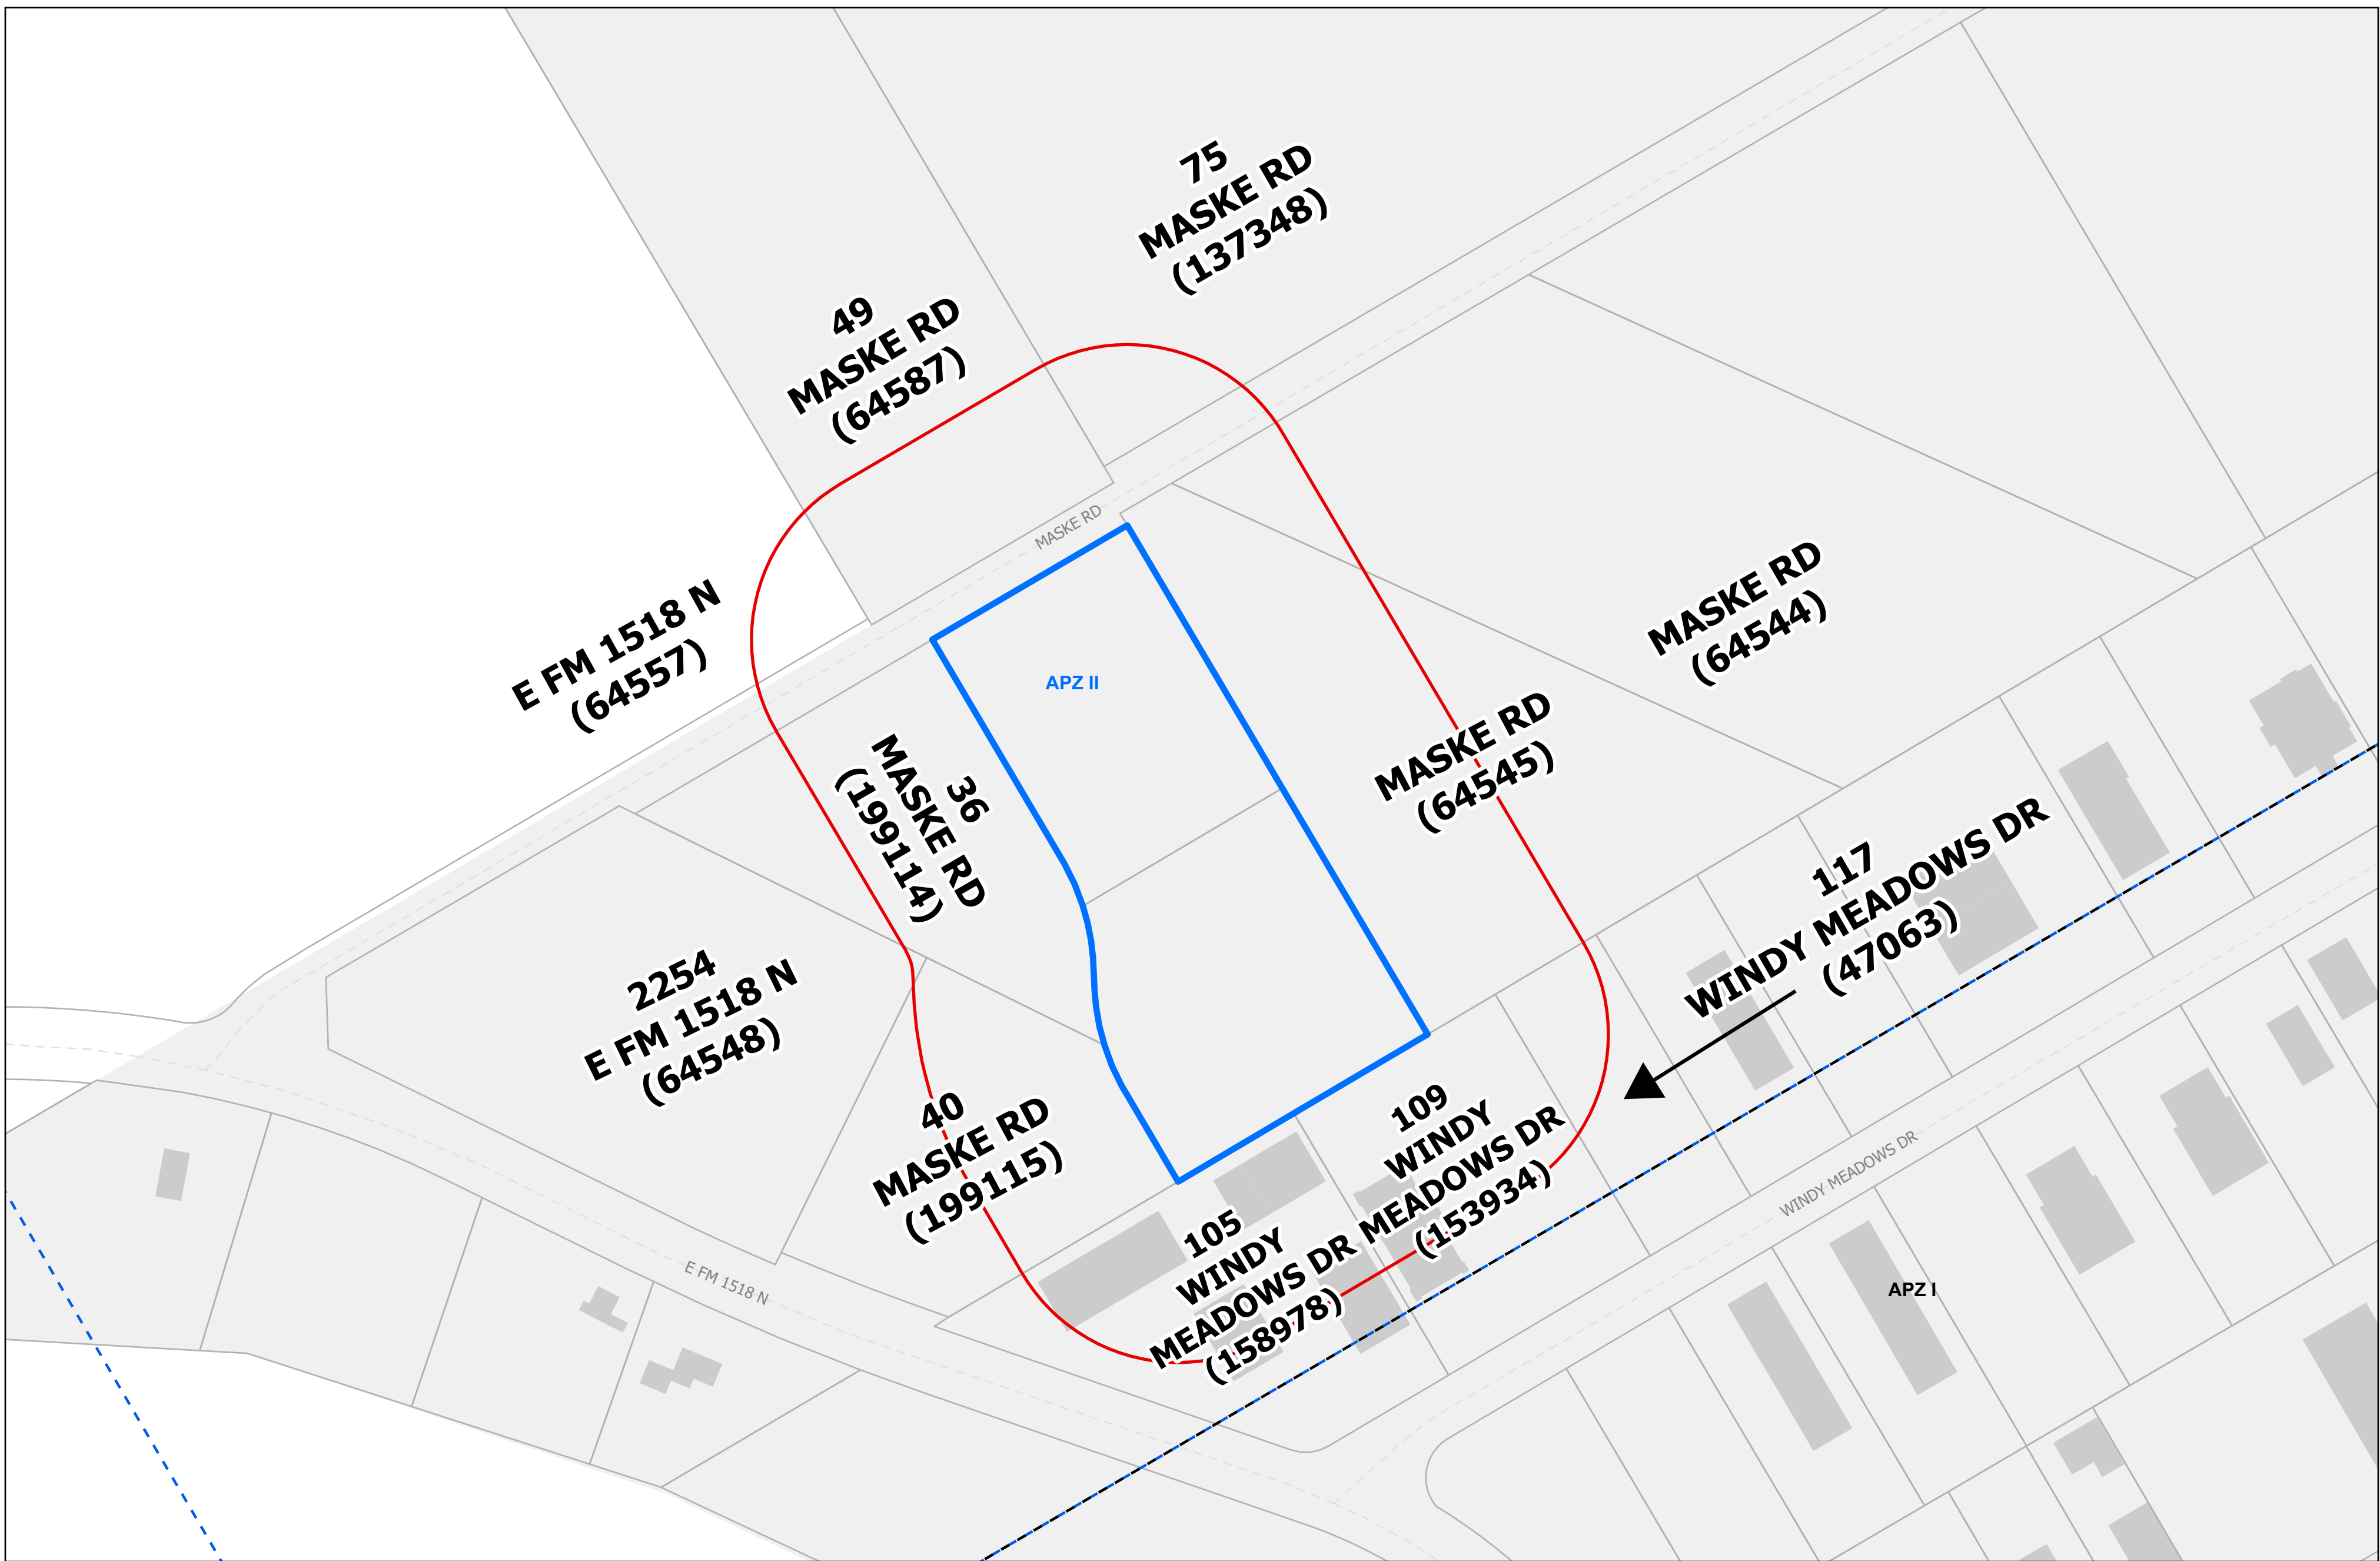 75
MASKE RD
(137348)
49
MASKE RD
(64587)
MASKE RD
E FM 1518 N
(64557)
MASKE RD
(64544)
APZ II
MASKE RD
(64545)
36
MASKE RD
(199114)
117
WINDY MEADOWS DR
(47063)
2254
E FM 1518 N
(64548)
40
MASKE RD
(199115)
109
WINDY
MEADOWS DR
(153934)
105
WINDY
MEADOWS DR
(158978)
WINDY MEADOWS DR
E FM 1518 N
APZ I